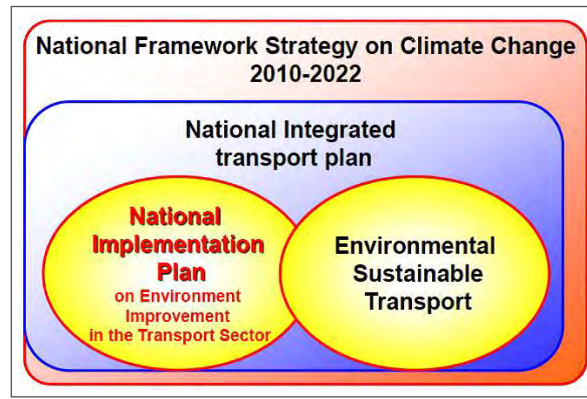 National Framework Strategy on Climate Change
2010-2022
National Integrated
transport plan
National
Implementation
Plan
on Environment
Improvement
in the Transport Sector
Environmental
Sustainable
Transport